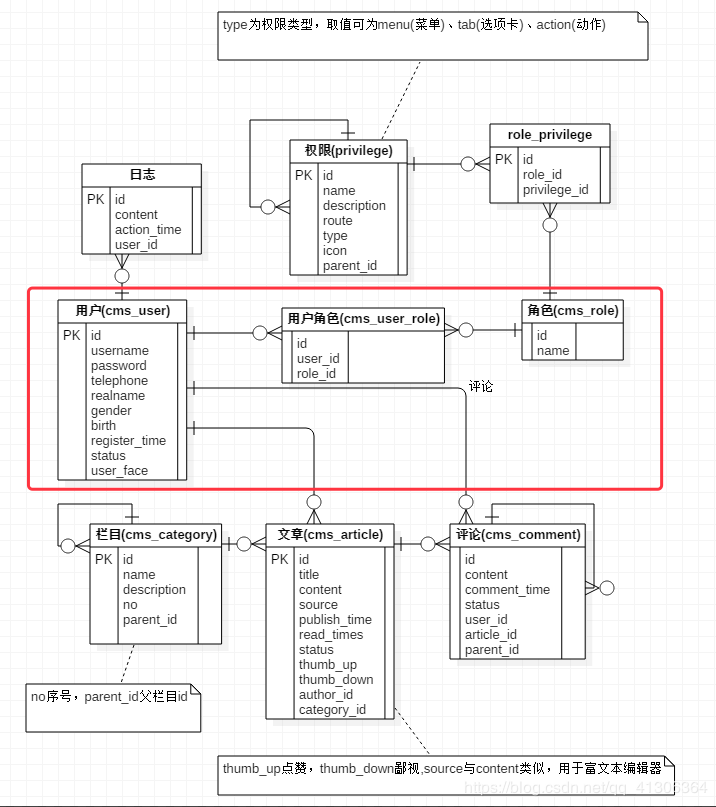 type为权限类型，取值可为menu(菜单)、tab(选项卡)、action(动作)
权限(privilege)
PK
id
name
description
route
type
icon
parent_id
role_privilege
PK
id
role_id
privilege_id
日志
PK
id
content
action_time
user_id
用户(cms_user)
PK
id
username
password
telephone
realname
gender
birth
register_time
status
user_face
用户角色(cms_user_role)
id
user_id
role_id
角色(cms_role)
id
name
评论
栏目(cms_category)
id
name
description
no
parent_id
文章(cms_article)
PK
id
title
content
source
publish_time
read_times
status
thumb_up
thumb_down
author_id
category_id
评论(cms_comment)
id
content
comment_time
status
user_id
article_id
parent_id
no序号，parent_id父栏目id
thumb_up点赞，thumb_down鄙视,source与content类似，用于富文本编辑器
https://blog.csdn.net/qq_41306364